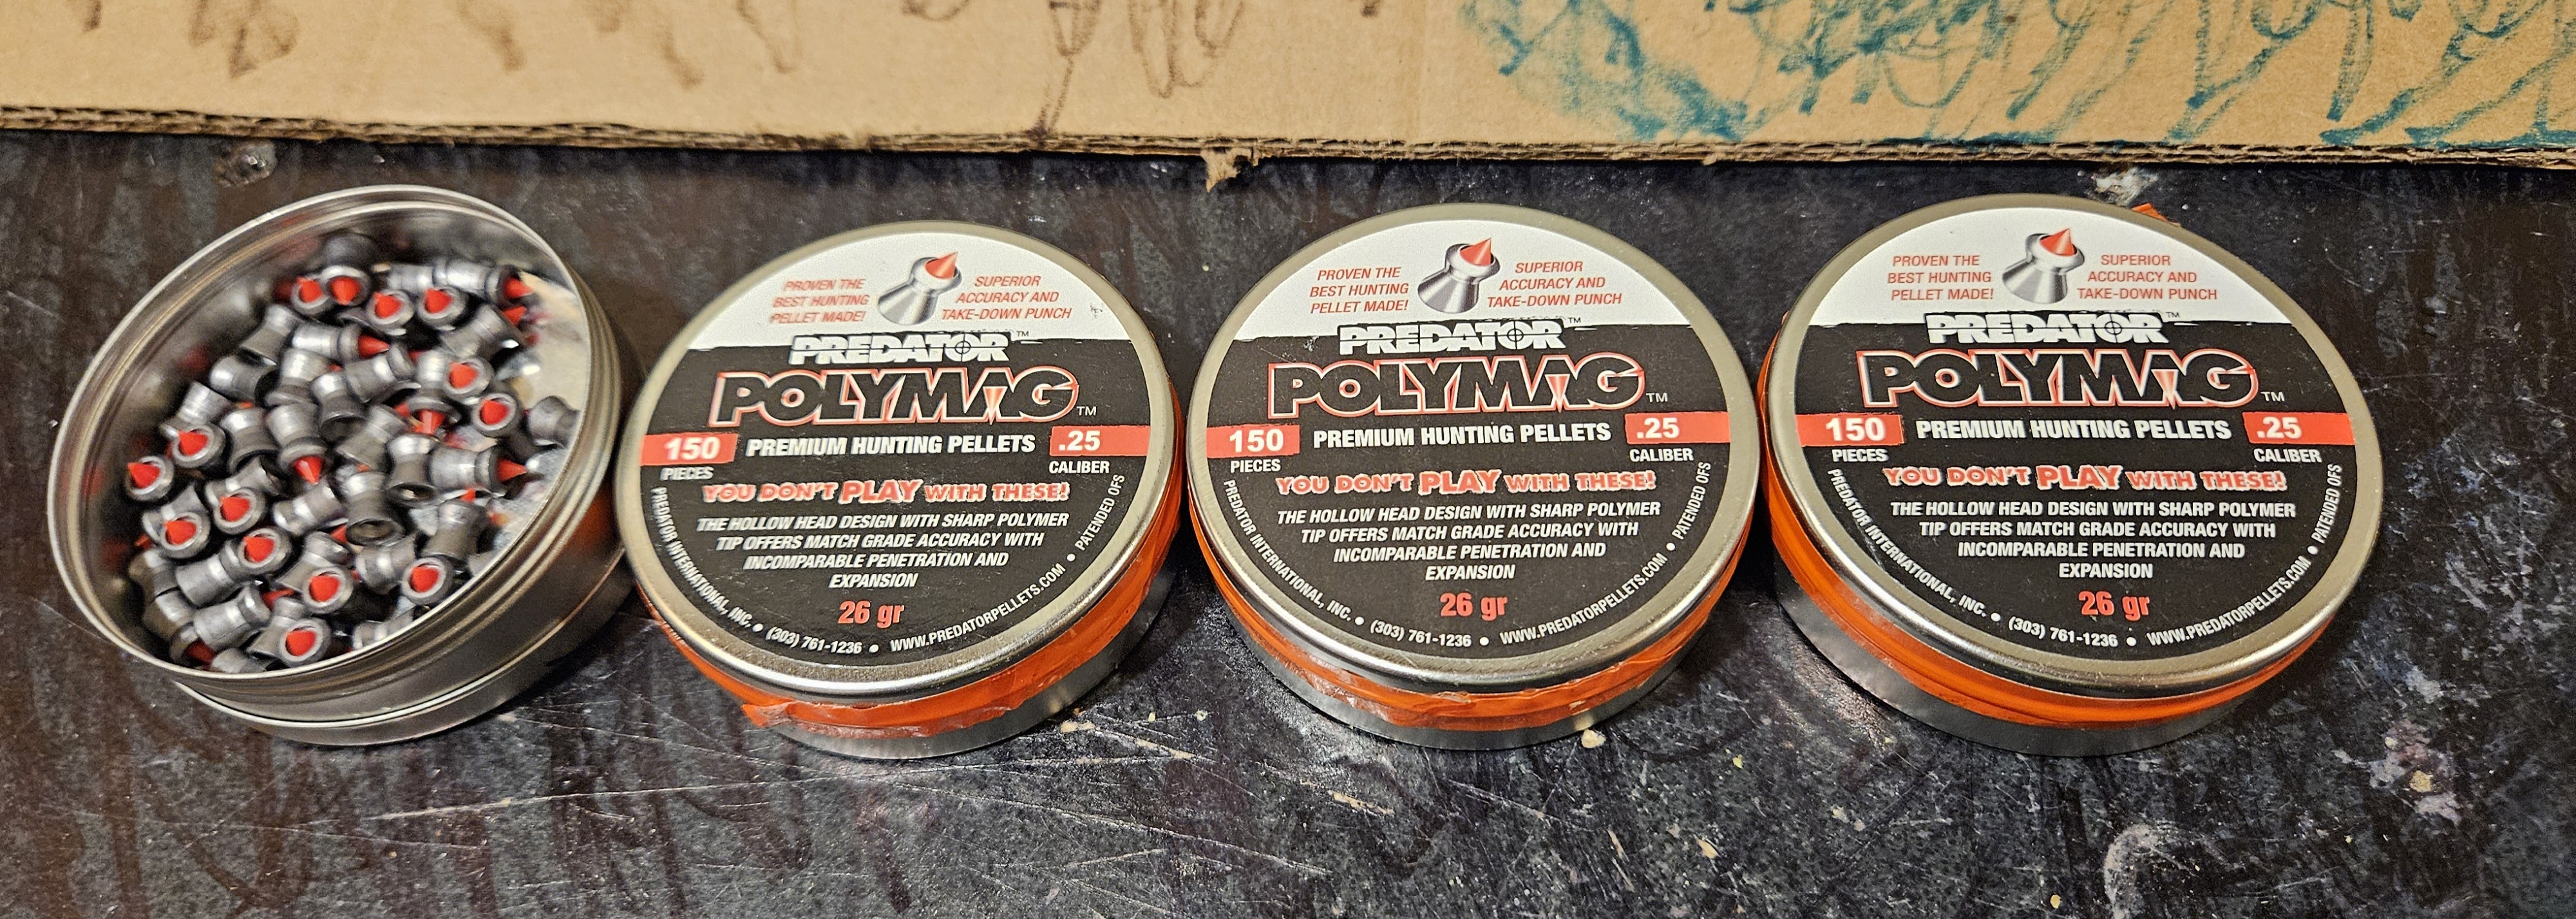 PROVEN THE
BEST HUNTING
PELLET MADE!
SUPERIOR
ACCURACY AND
TAKE-DOWN PUNCH
PREDATOR™
POLYMAG™
150
PIECES
PREMIUM HUNTING PELLETS
.25
CALIBER
YOU DON'T PLAY WITH THESE!
THE HOLLOW HEAD DESIGN WITH SHARP POLYMER
TIP OFFERS MATCH GRADE ACCURACY WITH
INCOMPARABLE PENETRATION AND
EXPANSION
26 gr
PREDATOR INTERNATIONAL, INC. • (303) 761-1236 • WWW.PREDATORPELLETS.COM • PATENDED OFS
PROVEN THE
BEST HUNTING
PELLET MADE!
SUPERIOR
ACCURACY AND
TAKE-DOWN PUNCH
PREDATOR™
POLYMAG™
150
PIECES
PREMIUM HUNTING PELLETS
.25
CALIBER
YOU DON'T PLAY WITH THESE!
THE HOLLOW HEAD DESIGN WITH SHARP POLYMER
TIP OFFERS MATCH GRADE ACCURACY WITH
INCOMPARABLE PENETRATION AND
EXPANSION
26 gr
PREDATOR INTERNATIONAL, INC. • (303) 761-1236 • WWW.PREDATORPELLETS.COM • PATENDED OFS
PROVEN THE
BEST HUNTING
PELLET MADE!
SUPERIOR
ACCURACY AND
TAKE-DOWN PUNCH
PREDATOR™
POLYMAG™
150
PIECES
PREMIUM HUNTING PELLETS
.25
CALIBER
YOU DON'T PLAY WITH THESE!
THE HOLLOW HEAD DESIGN WITH SHARP POLYMER
TIP OFFERS MATCH GRADE ACCURACY WITH
INCOMPARABLE PENETRATION AND
EXPANSION
26 gr
PREDATOR INTERNATIONAL, INC. • (303) 761-1236 • WWW.PREDATORPELLETS.COM • PATENDED OFS